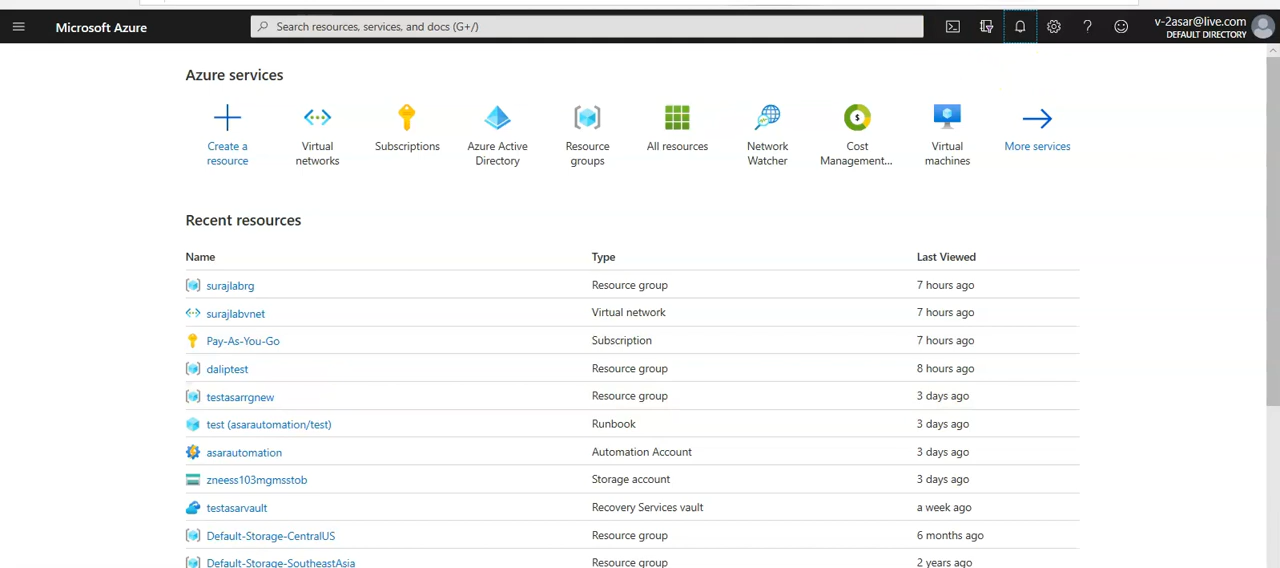 Microsoft Azure
Search resources, services, and docs (G+/)
v-2asar@live.com
DEFAULT DIRECTORY
Azure services
Create a resource
Virtual networks
Subscriptions
Azure Active Directory
Resource groups
All resources
Network Watcher
Cost Management...
Virtual machines
More services
Recent resources
Name Type Last Viewed
surajlabrg Resource group 7 hours ago
surajlabvnet Virtual network 7 hours ago
Pay-As-You-Go Subscription 7 hours ago
daliptest Resource group 8 hours ago
testasarrgnew Resource group 3 days ago
test (asarautomation/test) Runbook 3 days ago
asarautomation Automation Account 3 days ago
zneess103mgmsstob Storage account 3 days ago
testasarvault Recovery Services vault a week ago
Default-Storage-CentralUS Resource group 6 months ago
Default-Storage-SoutheastAsia Resource group 2 years ago